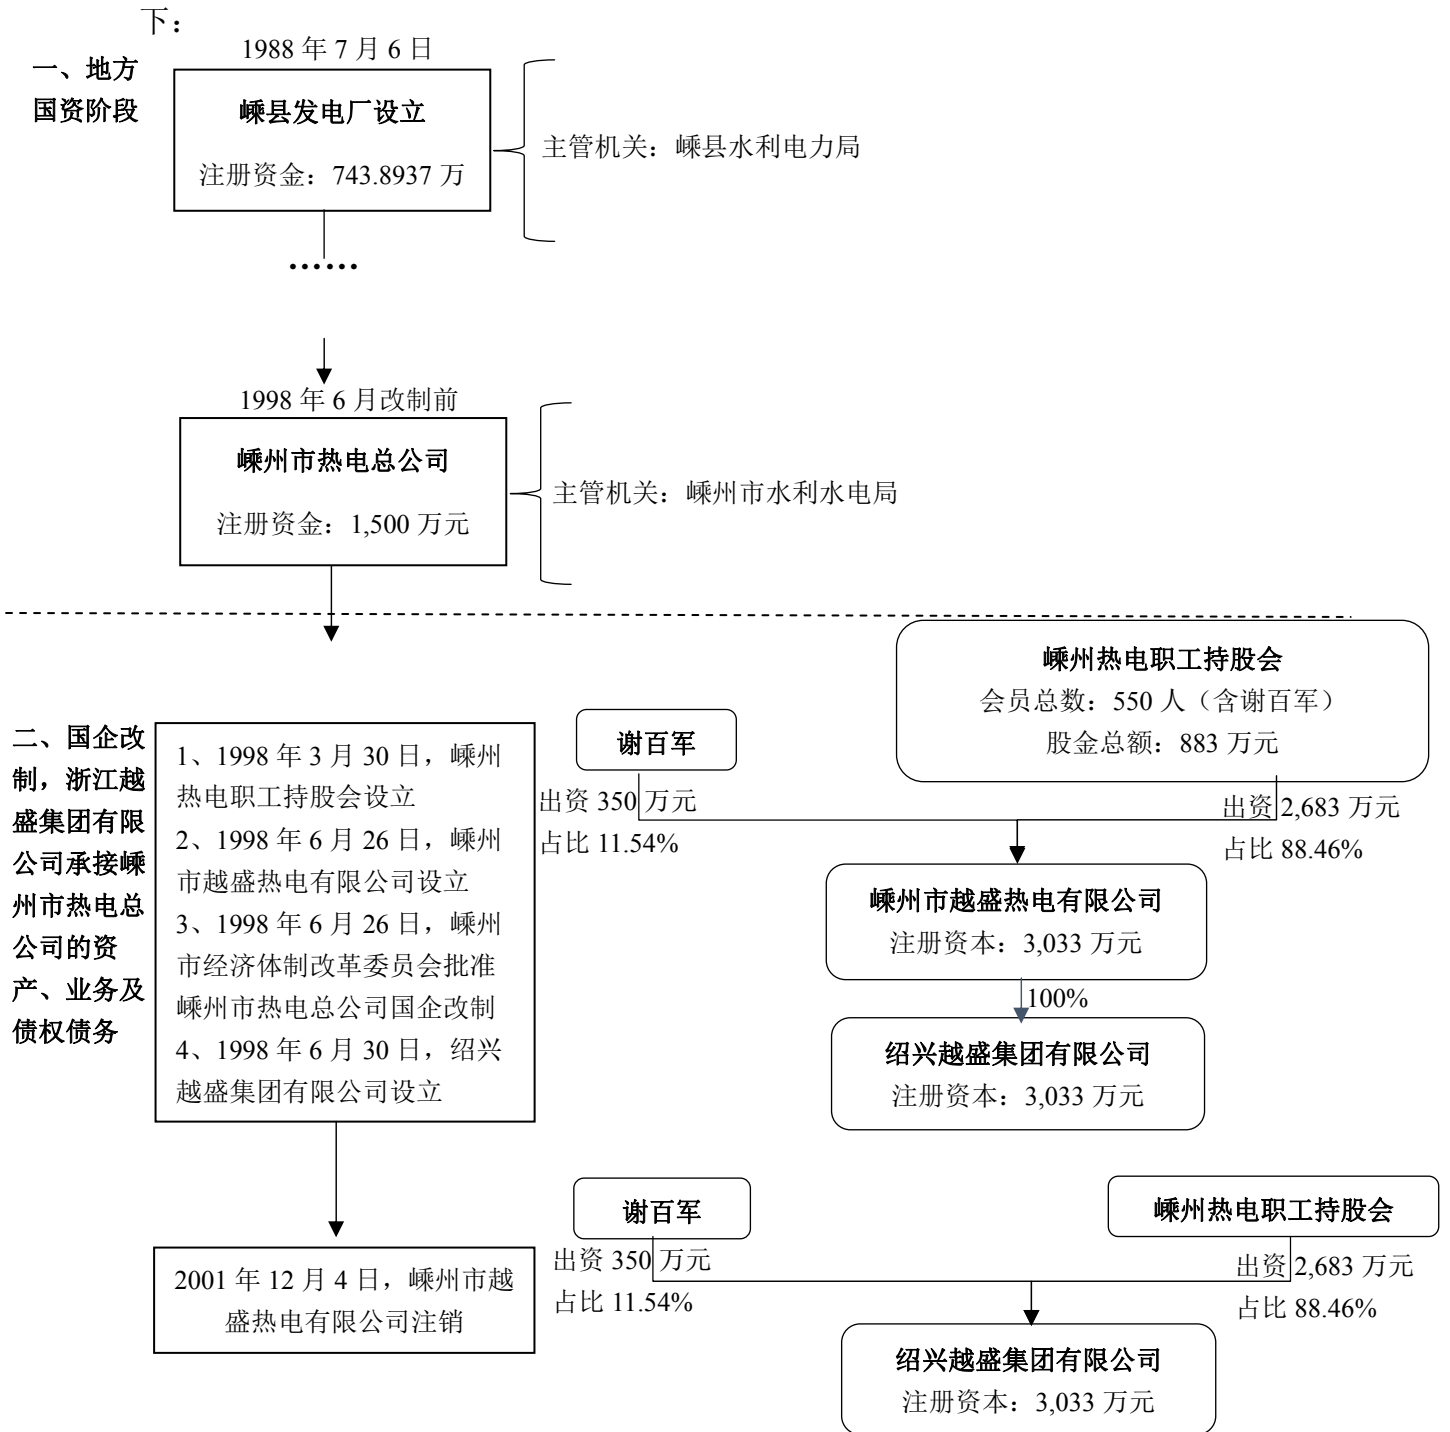 下：
一、地方
国资阶段
1988 年 7 月 6 日
嵊县发电厂设立
注册资金：743.8937 万
主管机关：嵊县水利电力局
……
1998 年 6 月改制前
嵊州市热电总公司
注册资金：1,500 万元
主管机关：嵊州市水利水电局
二、国企改
制，浙江越
盛集团有限
公司承接嵊
州市热电总
公司的资
产、业务及
债权债务
1、1998 年 3 月 30 日，嵊州
热电职工持股会设立
2、1998 年 6 月 26 日，嵊州
市越盛热电有限公司设立
3、1998 年 6 月 26 日，嵊州
市经济体制改革委员会批准
嵊州市热电总公司国企改制
4、1998 年 6 月 30 日，绍兴
越盛集团有限公司设立
谢百军
出资 350 万元
占比 11.54%
嵊州热电职工持股会
会员总数：550 人（含谢百军）
股金总额：883 万元
出资 2,683 万元
占比 88.46%
嵊州市越盛热电有限公司
注册资本：3,033 万元
100%
绍兴越盛集团有限公司
注册资本：3,033 万元
2001 年 12 月 4 日，嵊州市越
盛热电有限公司注销
谢百军
出资 350 万元
占比 11.54%
嵊州热电职工持股会
出资 2,683 万元
占比 88.46%
绍兴越盛集团有限公司
注册资本：3,033 万元